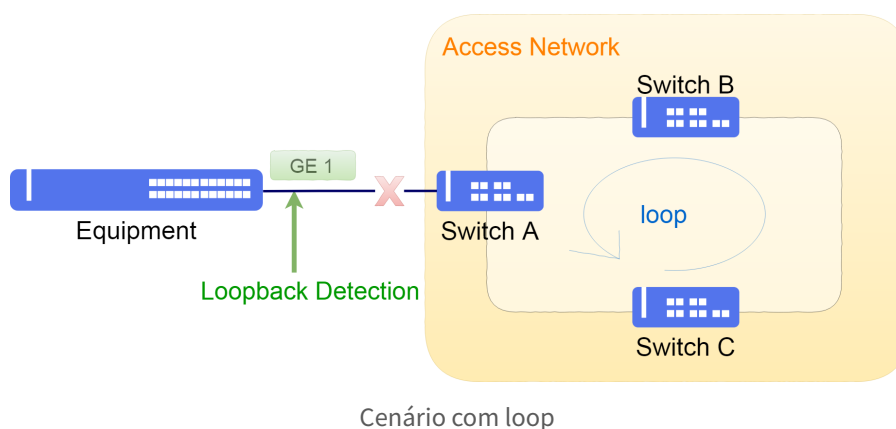 Access Network
Switch B
GE 1
loop
Equipment
Switch A
Loopback Detection
Switch C
Cenário com loop